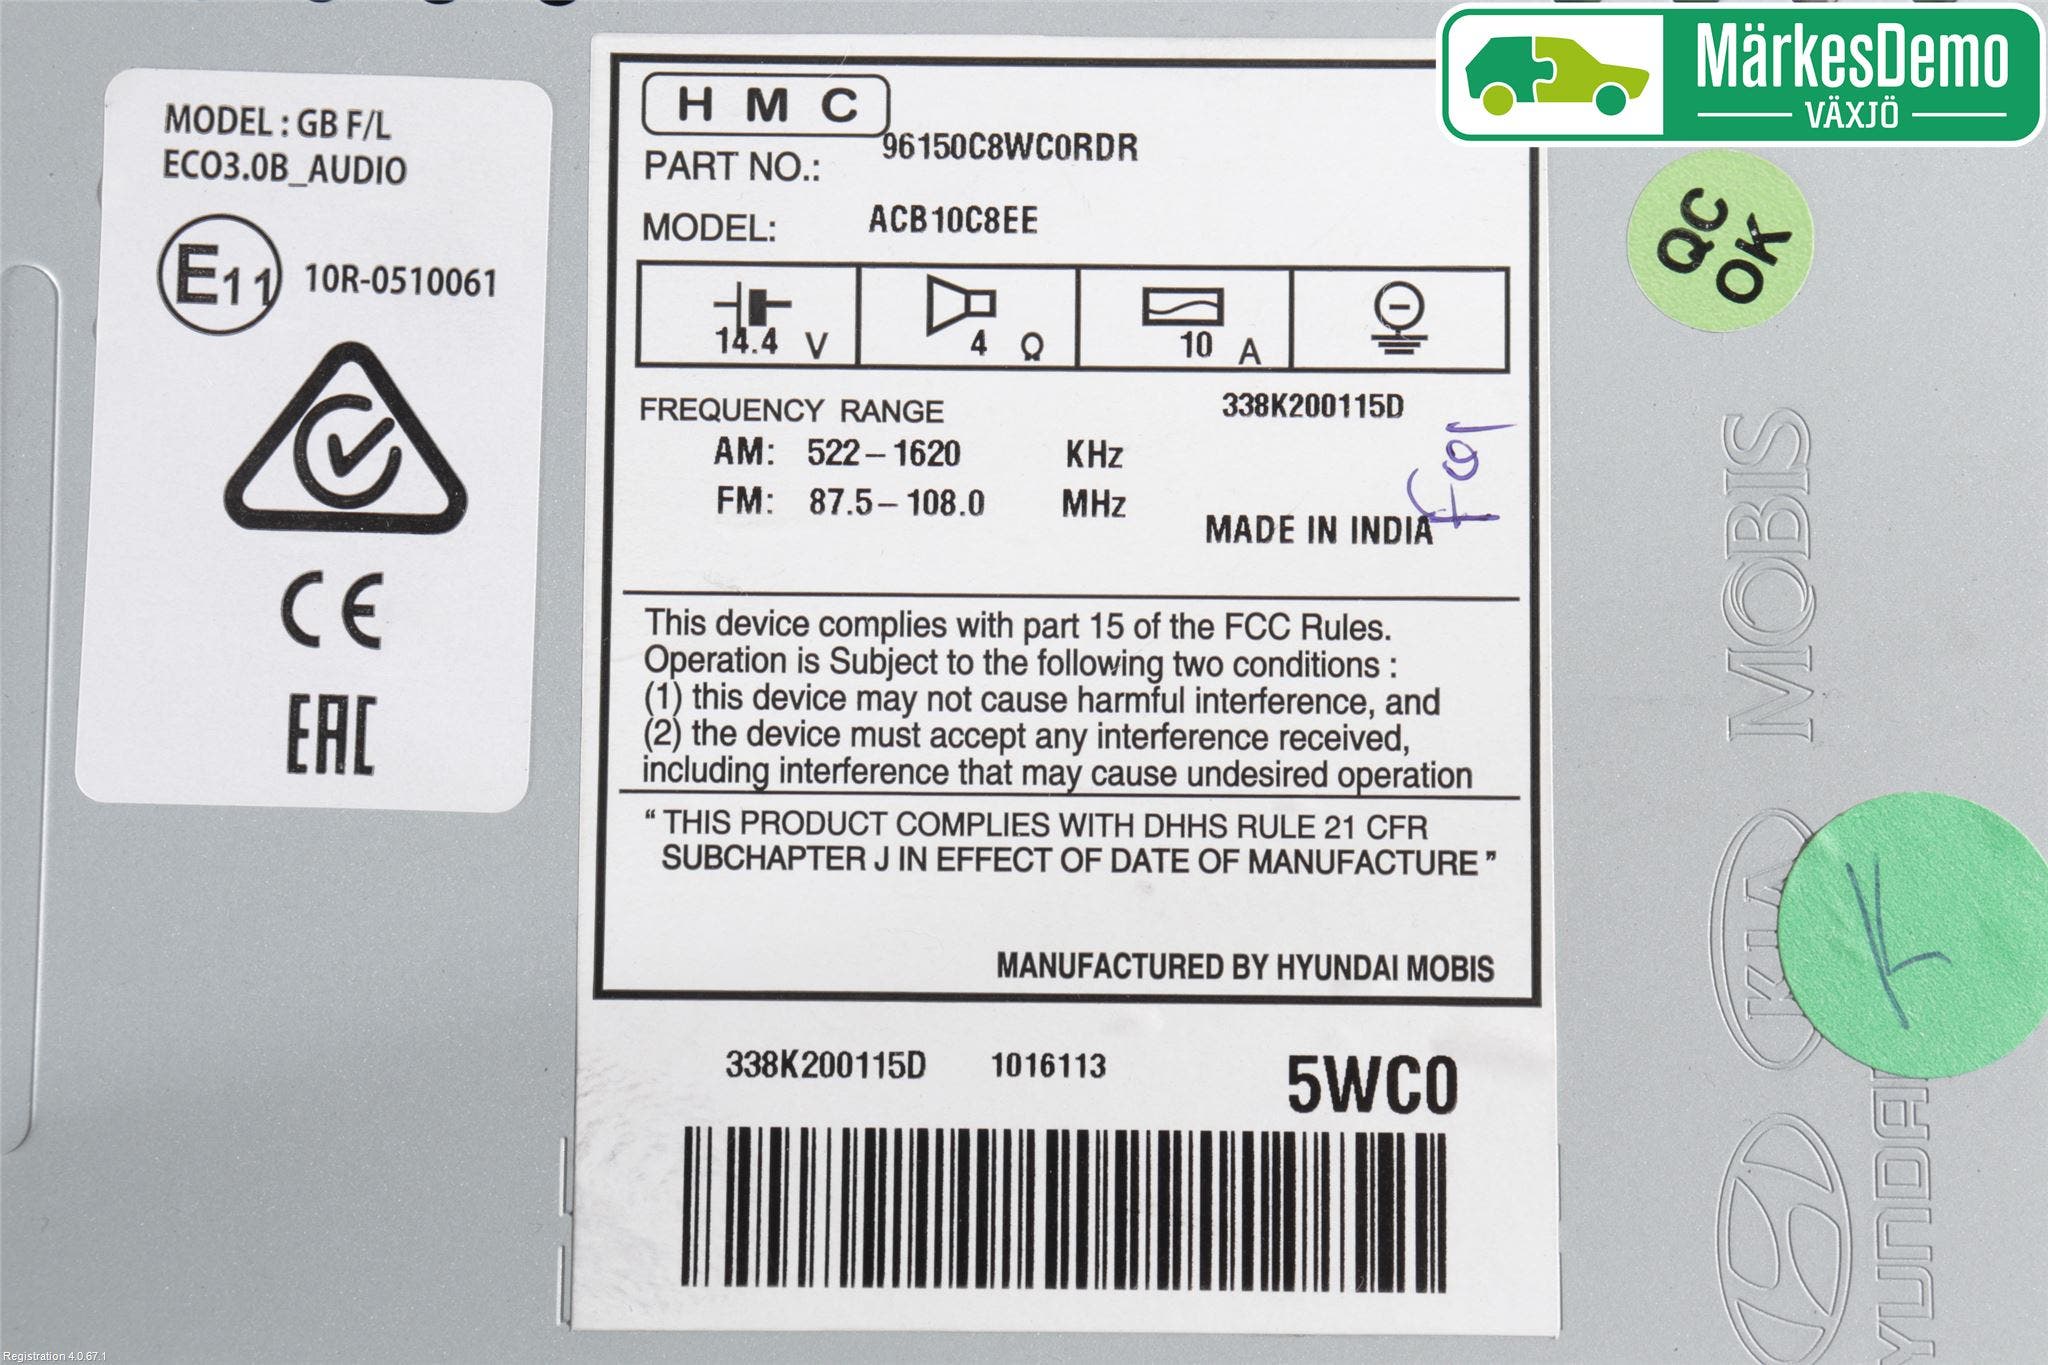 MärkesDemo
VÄXJÖ
MODEL : GB F/L
ECO3.0B_AUDIO
E11 10R-0510061
CE
EAC
HMC
PART NO.: 96150C8WC0RDR
MODEL: ACB10C8EE
14.4 V 4 Ω 10 A
FREQUENCY RANGE 338K200115D
AM: 522–1620 KHz
FM: 87.5–108.0 MHz
MADE IN INDIA
This device complies with part 15 of the FCC Rules.
Operation is Subject to the following two conditions :
(1) this device may not cause harmful interference, and
(2) the device must accept any interference received,
including interference that may cause undesired operation
“ THIS PRODUCT COMPLIES WITH DHHS RULE 21 CFR
SUBCHAPTER J IN EFFECT OF DATE OF MANUFACTURE ”
MANUFACTURED BY HYUNDAI MOBIS
338K200115D 1016113 5WC0
QC
OK
MOBIS
KIA
HYUNDAI
Registration 4.0.67.1